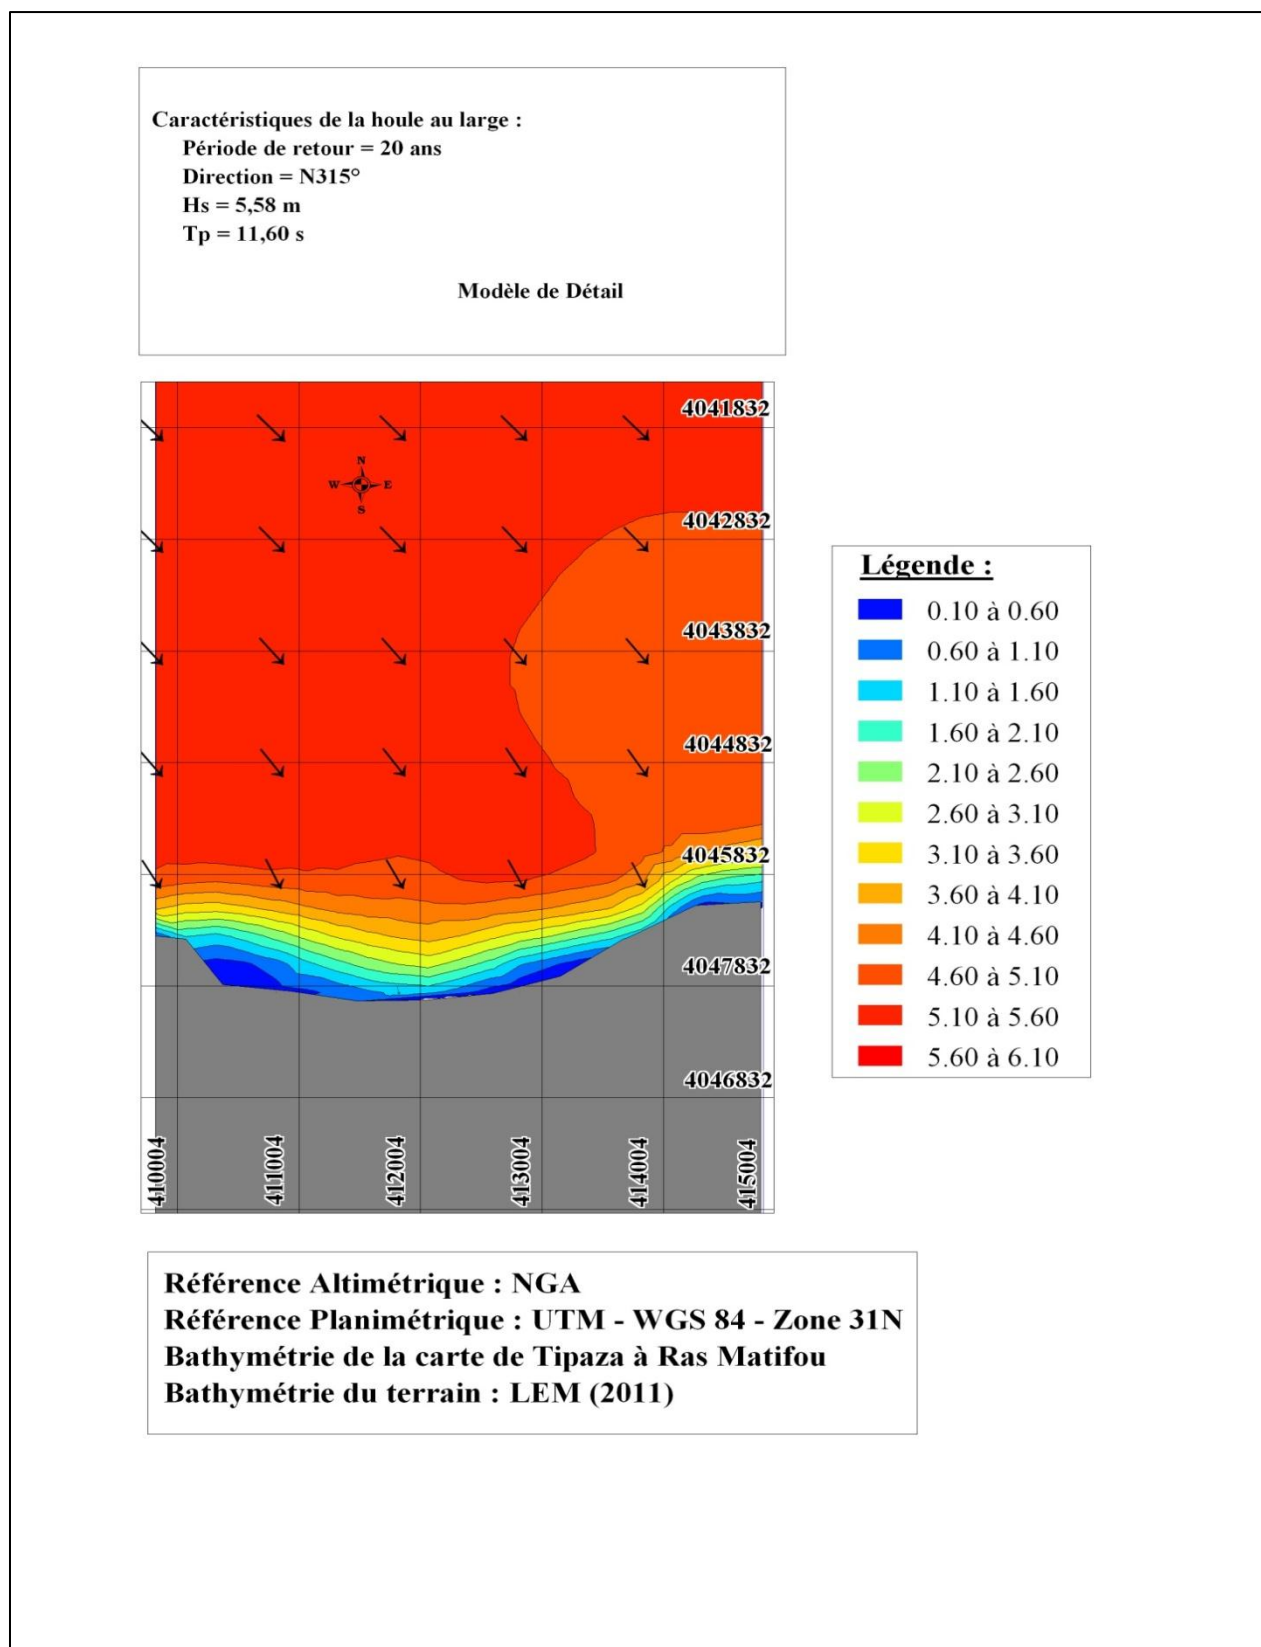 Caractéristiques de la houle au large :
Période de retour = 20 ans
Direction = N315°
Hs = 5,58 m
Tp = 11,60 s
Modèle de Détail
4041832
N
W E
S
4042832
4043832
4044832
4045832
4047832
4046832
410004
411004
412004
413004
414004
415004
Légende :
0.10 à 0.60
0.60 à 1.10
1.10 à 1.60
1.60 à 2.10
2.10 à 2.60
2.60 à 3.10
3.10 à 3.60
3.60 à 4.10
4.10 à 4.60
4.60 à 5.10
5.10 à 5.60
5.60 à 6.10
Référence Altimétrique : NGA
Référence Planimétrique : UTM - WGS 84 - Zone 31N
Bathymétrie de la carte de Tipaza à Ras Matifou
Bathymétrie du terrain : LEM (2011)